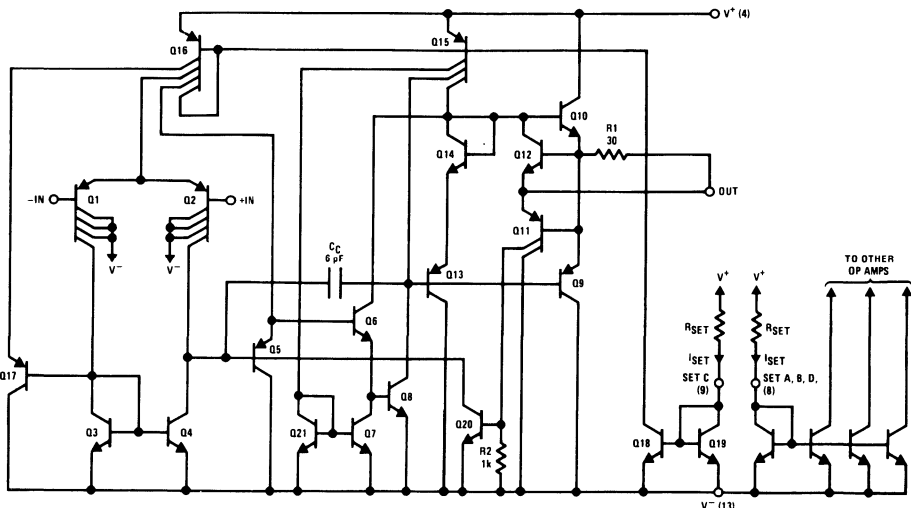 V+ (4)
Q16
Q15
Q10
R1
30
Q14
Q12
OUT
-IN
Q1
Q2
+IN
Q11
V-
V-
CC
6 pF
Q13
Q9
TO OTHER
OP AMPS
V+
V+
RSET
RSET
Q6
ISET
ISET
Q5
SET C
(9)
SET A, B, D,
(8)
Q17
Q8
Q3
Q4
Q21
Q7
Q20
R2
1k
Q18
Q19
V- (13)